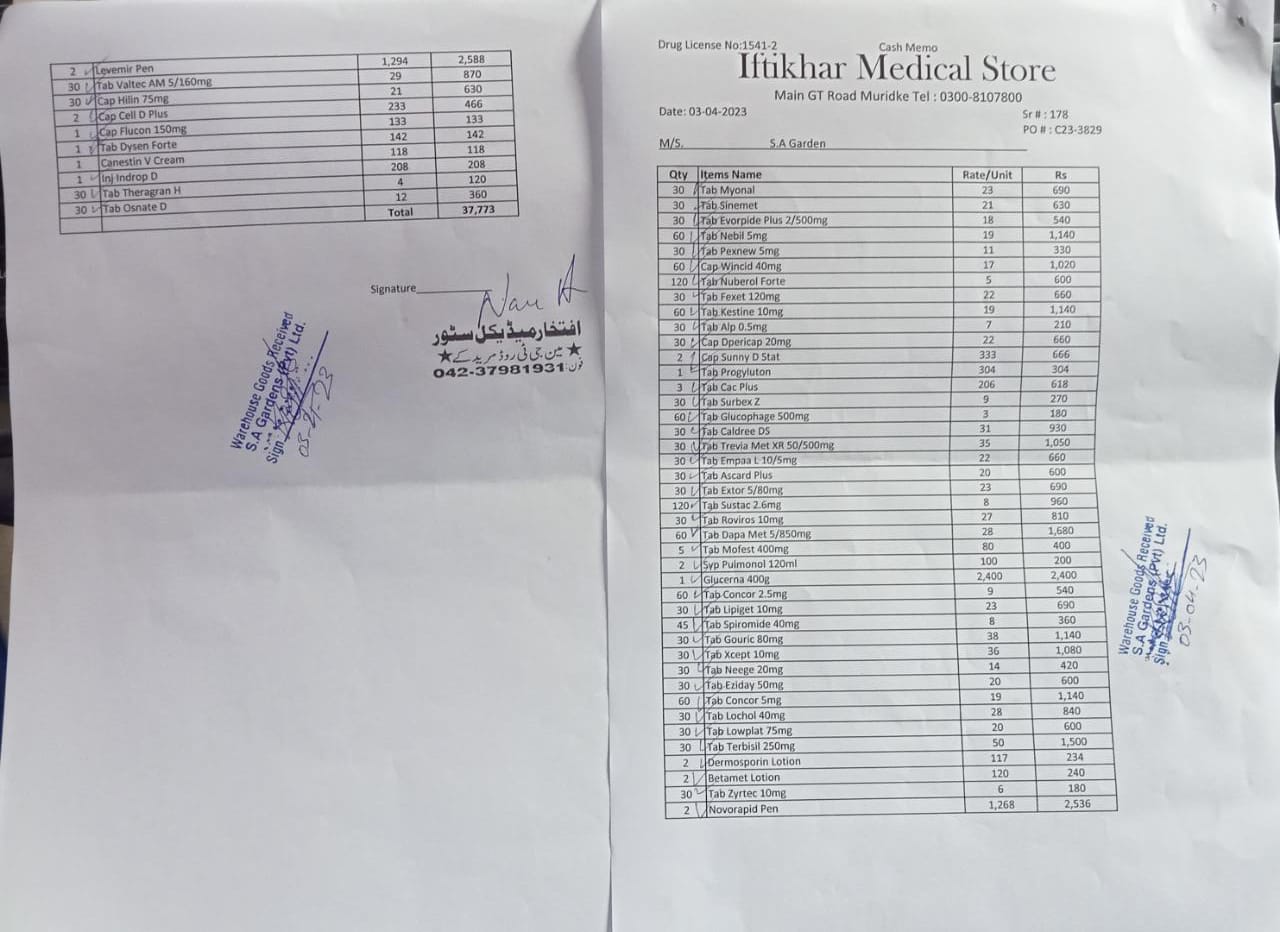 2 Levemir Pen 1,294 2,588
30 Tab Valtec AM 5/160mg 29 870
30 Cap Hilin 75mg 21 630
2 Cap Cell D Plus 233 466
1 Cap Flucon 150mg 133 133
1 Tab Dysen Forte 142 142
1 Canestin V Cream 118 118
1 Inj Indrop D 208 208
30 Tab Theragran H 4 120
30 Tab Osnate D 12 360
Total 37,773
Signature
افتخار میڈیکل سٹور
★ مین جی ٹی روڈ مریدکے ★
فون: 042-37981931
Warehouse Goods Received
S.A Gardens (Pvt) Ltd.
Sign
03-4-23
Drug License No:1541-2
Cash Memo
Iftikhar Medical Store
Main GT Road Muridke Tel : 0300-8107800
Date: 03-04-2023
Sr # : 178
PO # : C23-3829
M/S. S.A Garden
Qty Items Name Rate/Unit Rs
30 Tab Myonal 23 690
30 Tab Sinemet 21 630
30 Tab Evorpide Plus 2/500mg 18 540
60 Tab Nebil 5mg 19 1,140
30 Tab Pexnew 5mg 11 330
60 Cap Wincid 40mg 17 1,020
120 Tab Nuberol Forte 5 600
30 Tab Fexet 120mg 22 660
60 Tab Kestine 10mg 19 1,140
30 Tab Alp 0.5mg 7 210
30 Cap Dpericap 20mg 22 660
2 Cap Sunny D Stat 333 666
1 Tab Progyluton 304 304
3 Tab Cac Plus 206 618
30 Tab Surbex Z 9 270
60 Tab Glucophage 500mg 3 180
30 Tab Caldree DS 31 930
30 Tab Trevia Met XR 50/500mg 35 1,050
30 Tab Empaa L 10/5mg 22 660
30 Tab Ascard Plus 20 600
30 Tab Extor 5/80mg 23 690
120 Tab Sustac 2.6mg 8 960
30 Tab Roviros 10mg 27 810
60 Tab Dapa Met 5/850mg 28 1,680
5 Tab Mofest 400mg 80 400
2 Syp Pulmonol 120ml 100 200
1 Glucerna 400g 2,400 2,400
60 Tab Concor 2.5mg 9 540
30 Tab Lipiget 10mg 23 690
45 Tab Spiromide 40mg 8 360
30 Tab Gouric 80mg 38 1,140
30 Tab Xcept 10mg 36 1,080
30 Tab Neege 20mg 14 420
30 Tab Eziday 50mg 20 600
60 Tab Concor 5mg 19 1,140
30 Tab Lochol 40mg 28 840
30 Tab Lowplat 75mg 20 600
30 Tab Terbisil 250mg 50 1,500
2 Dermosporin Lotion 117 234
2 Betamet Lotion 120 240
30 Tab Zyrtec 10mg 6 180
2 Novorapid Pen 1,268 2,536
Warehouse Goods Received
S.A Gardens (Pvt) Ltd.
Sign
03-04-23